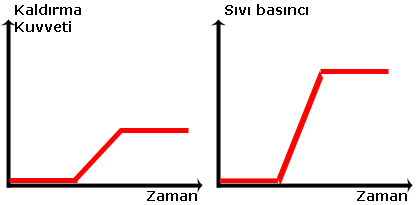 Kaldırma
Kuvveti
Zaman
Sıvı basıncı
Zaman